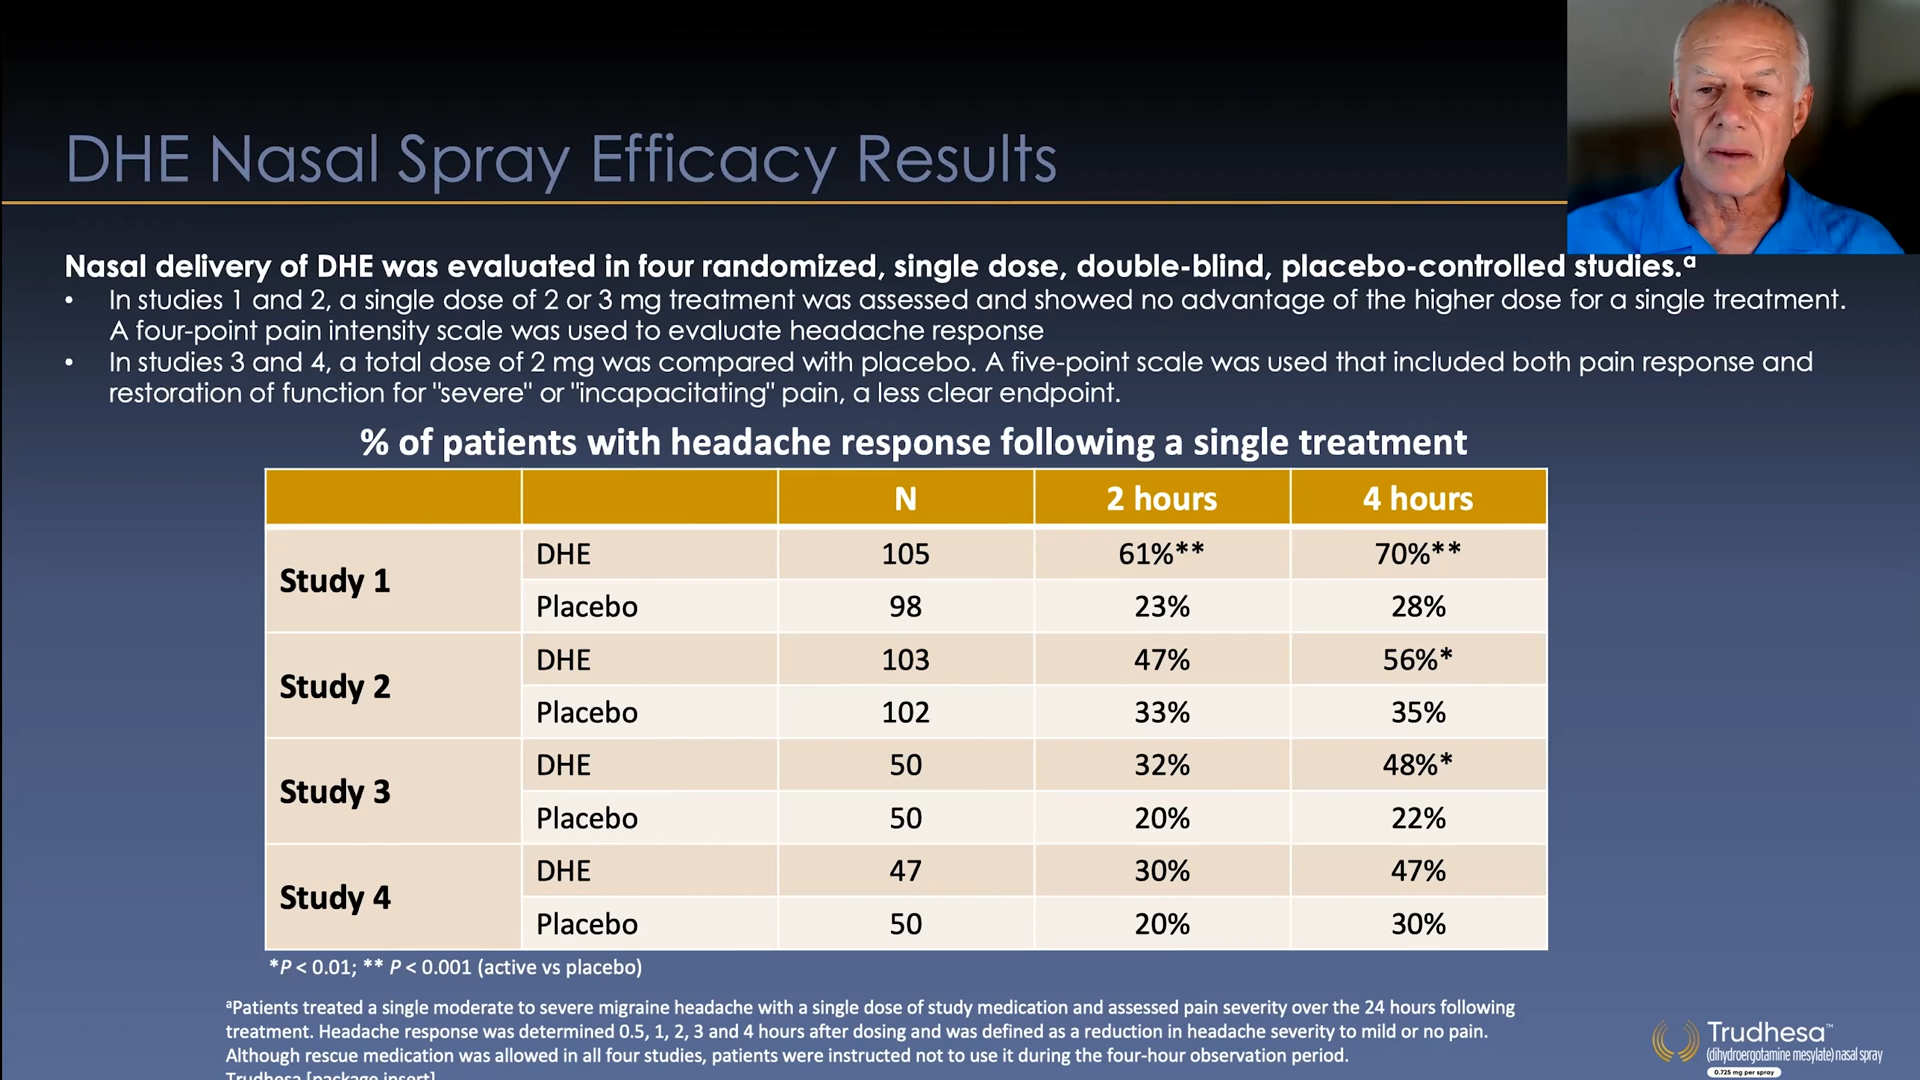 DHE Nasal Spray Efficacy Results
Nasal delivery of DHE was evaluated in four randomized, single dose, double-blind, placebo-controlled studies.ª
• In studies 1 and 2, a single dose of 2 or 3 mg treatment was assessed and showed no advantage of the higher dose for a single treatment.
A four-point pain intensity scale was used to evaluate headache response
• In studies 3 and 4, a total dose of 2 mg was compared with placebo. A five-point scale was used that included both pain response and
restoration of function for "severe" or "incapacitating" pain, a less clear endpoint.
% of patients with headache response following a single treatment
N 2 hours 4 hours
Study 1
DHE 105 61%** 70%**
Placebo 98 23% 28%
Study 2
DHE 103 47% 56%*
Placebo 102 33% 35%
Study 3
DHE 50 32% 48%*
Placebo 50 20% 22%
Study 4
DHE 47 30% 47%
Placebo 50 20% 30%
*P < 0.01; ** P < 0.001 (active vs placebo)
ªPatients treated a single moderate to severe migraine headache with a single dose of study medication and assessed pain severity over the 24 hours following
treatment. Headache response was determined 0.5, 1, 2, 3 and 4 hours after dosing and was defined as a reduction in headache severity to mild or no pain.
Although rescue medication was allowed in all four studies, patients were instructed not to use it during the four-hour observation period.
Trudhesa [package insert]
Trudhesa™
(dihydroergotamine mesylate) nasal spray
0.725 mg per spray